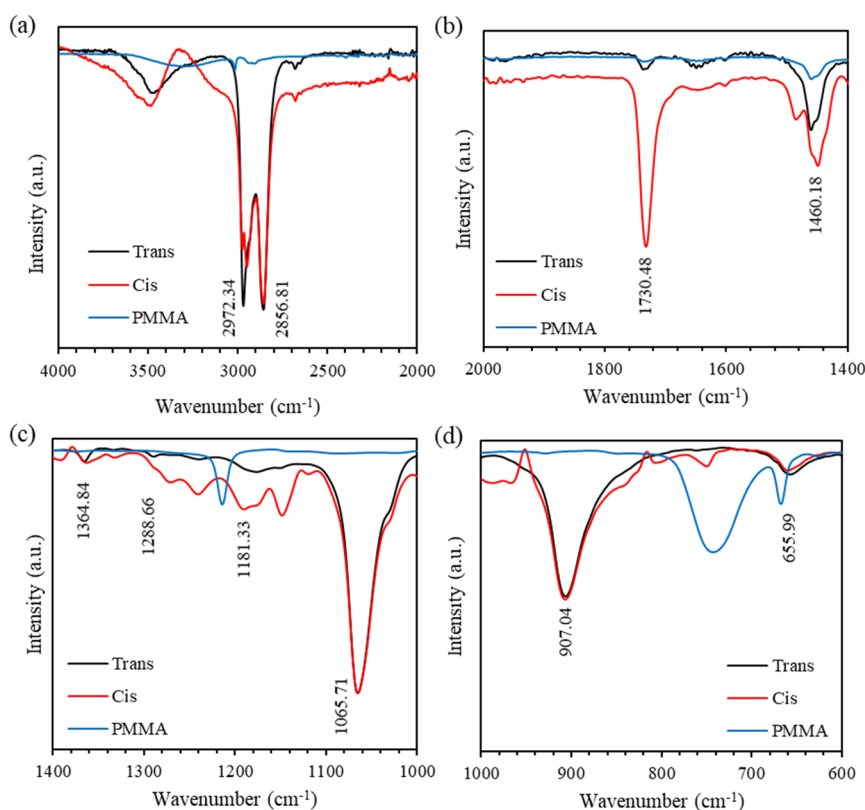 (a)
Intensity (a.u.)
Trans
Cis
PMMA
2972.34
2856.81
4000 3500 3000 2500 2000
Wavenumber (cm-1)
(b)
Intensity (a.u.)
Trans
Cis
PMMA
1730.48
1460.18
2000 1800 1600 1400
Wavenumber (cm-1)
(c)
Intensity (a.u.)
1364.84
1288.66
1181.33
1065.71
Trans
Cis
PMMA
1400 1300 1200 1100 1000
Wavenumber (cm-1)
(d)
Intensity (a.u.)
907.04
655.99
Trans
Cis
PMMA
1000 900 800 700 600
Wavenumber (cm-1)